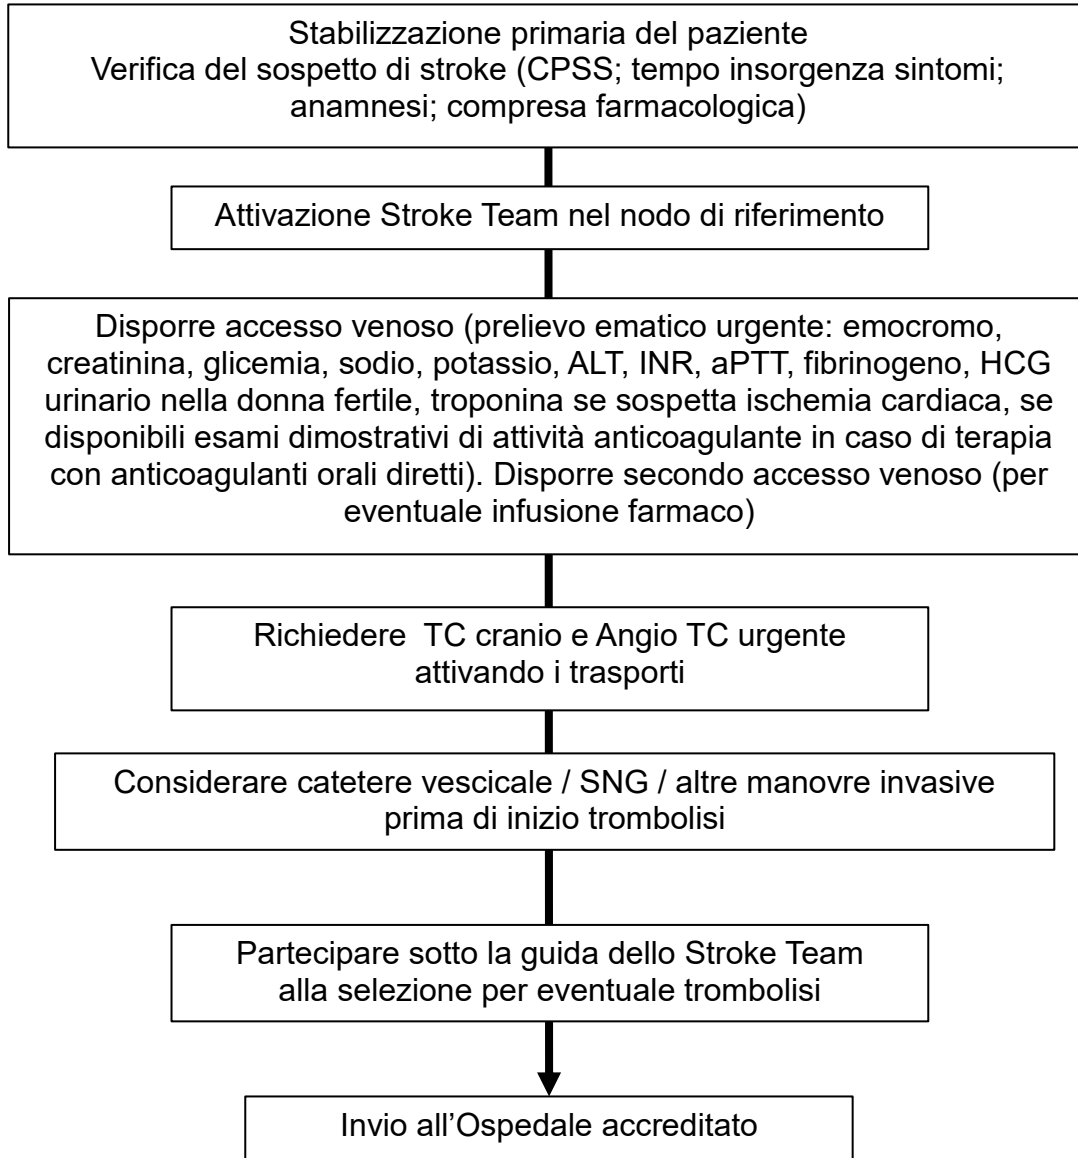 Stabilizzazione primaria del paziente
Verifica del sospetto di stroke (CPSS; tempo insorgenza sintomi;
anamnesi; compresa farmacologica)
Attivazione Stroke Team nel nodo di riferimento
Disporre accesso venoso (prelievo ematico urgente: emocromo,
creatinina, glicemia, sodio, potassio, ALT, INR, aPTT, fibrinogeno, HCG
urinario nella donna fertile, troponina se sospetta ischemia cardiaca, se
disponibili esami dimostrativi di attività anticoagulante in caso di terapia
con anticoagulanti orali diretti). Disporre secondo accesso venoso (per
eventuale infusione farmaco)
Richiedere TC cranio e Angio TC urgente
attivando i trasporti
Considerare catetere vescicale / SNG / altre manovre invasive
prima di inizio trombolisi
Partecipare sotto la guida dello Stroke Team
alla selezione per eventuale trombolisi
Invio all’Ospedale accreditato